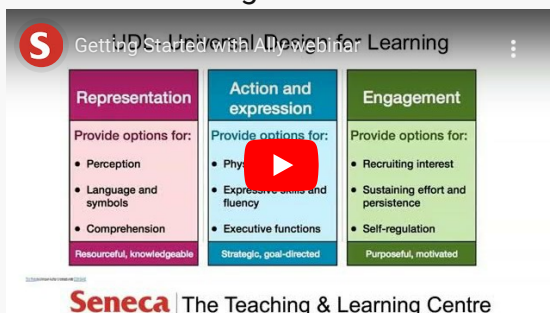 S
Getting Started with Ally webinar
UDL: Universal Design for Learning
Representation
Provide options for:
• Perception
• Language and
symbols
• Comprehension
Resourceful, knowledgeable
Action and
expression
Provide options for:
• Expressive skills and
fluency
• Executive functions
Strategic, goal-directed
Engagement
Provide options for:
• Recruiting interest
• Sustaining effort and
persistence
• Self-regulation
Purposeful, motivated
Seneca | The Teaching & Learning Centre